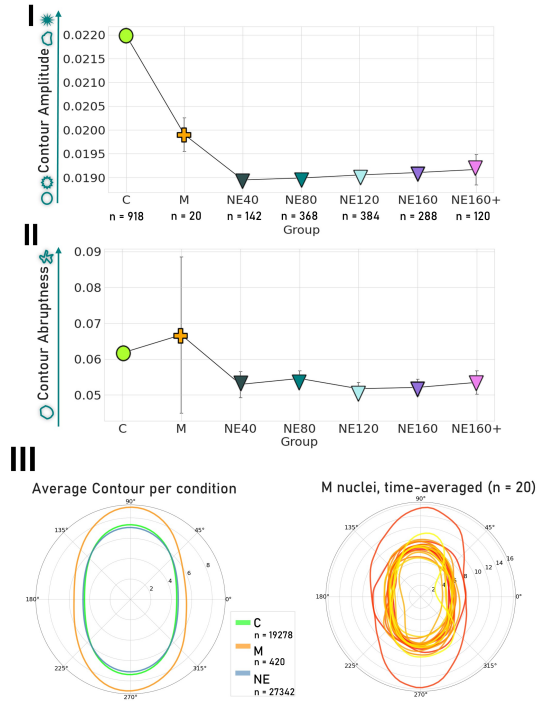 I
Contour Amplitude
0.0220
0.0215
0.0210
0.0205
0.0200
0.0195
0.0190
C M NE40 NE80 NE120 NE160 NE160+
n = 918 n = 20 n = 142 n = 368 n = 384 n = 288 n = 120
Group
II
Contour Abruptness
0.09
0.08
0.07
0.06
0.05
C M NE40 NE80 NE120 NE160 NE160+
Group
III
Average Contour per condition
90°
135° 45°
8
6
4
2
180° 0°
225° 315°
270°
C
n = 19278
M
n = 420
NE
n = 27342
M nuclei, time-averaged (n = 20)
90°
135° 45°
2 4 6 8 10 12 14 16
180° 0°
225° 315°
270°